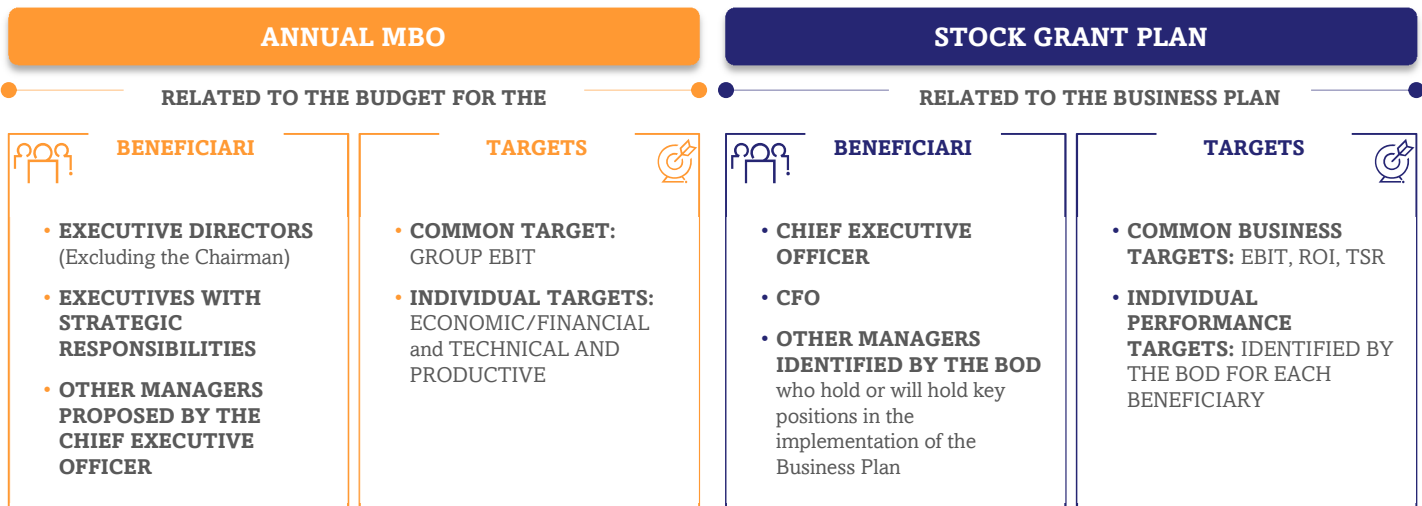 ANNUAL MBO
RELATED TO THE BUDGET FOR THE
BENEFICIARI
• EXECUTIVE DIRECTORS
(Excluding the Chairman)
• EXECUTIVES WITH
STRATEGIC
RESPONSIBILITIES
• OTHER MANAGERS
PROPOSED BY THE
CHIEF EXECUTIVE
OFFICER
TARGETS
• COMMON TARGET:
GROUP EBIT
• INDIVIDUAL TARGETS:
ECONOMIC/FINANCIAL
and TECHNICAL AND
PRODUCTIVE
STOCK GRANT PLAN
RELATED TO THE BUSINESS PLAN
BENEFICIARI
• CHIEF EXECUTIVE
OFFICER
• CFO
• OTHER MANAGERS
IDENTIFIED BY THE BOD
who hold or will hold key
positions in the
implementation of the
Business Plan
TARGETS
• COMMON BUSINESS
TARGETS: EBIT, ROI, TSR
• INDIVIDUAL
PERFORMANCE
TARGETS: IDENTIFIED BY
THE BOD FOR EACH
BENEFICIARY